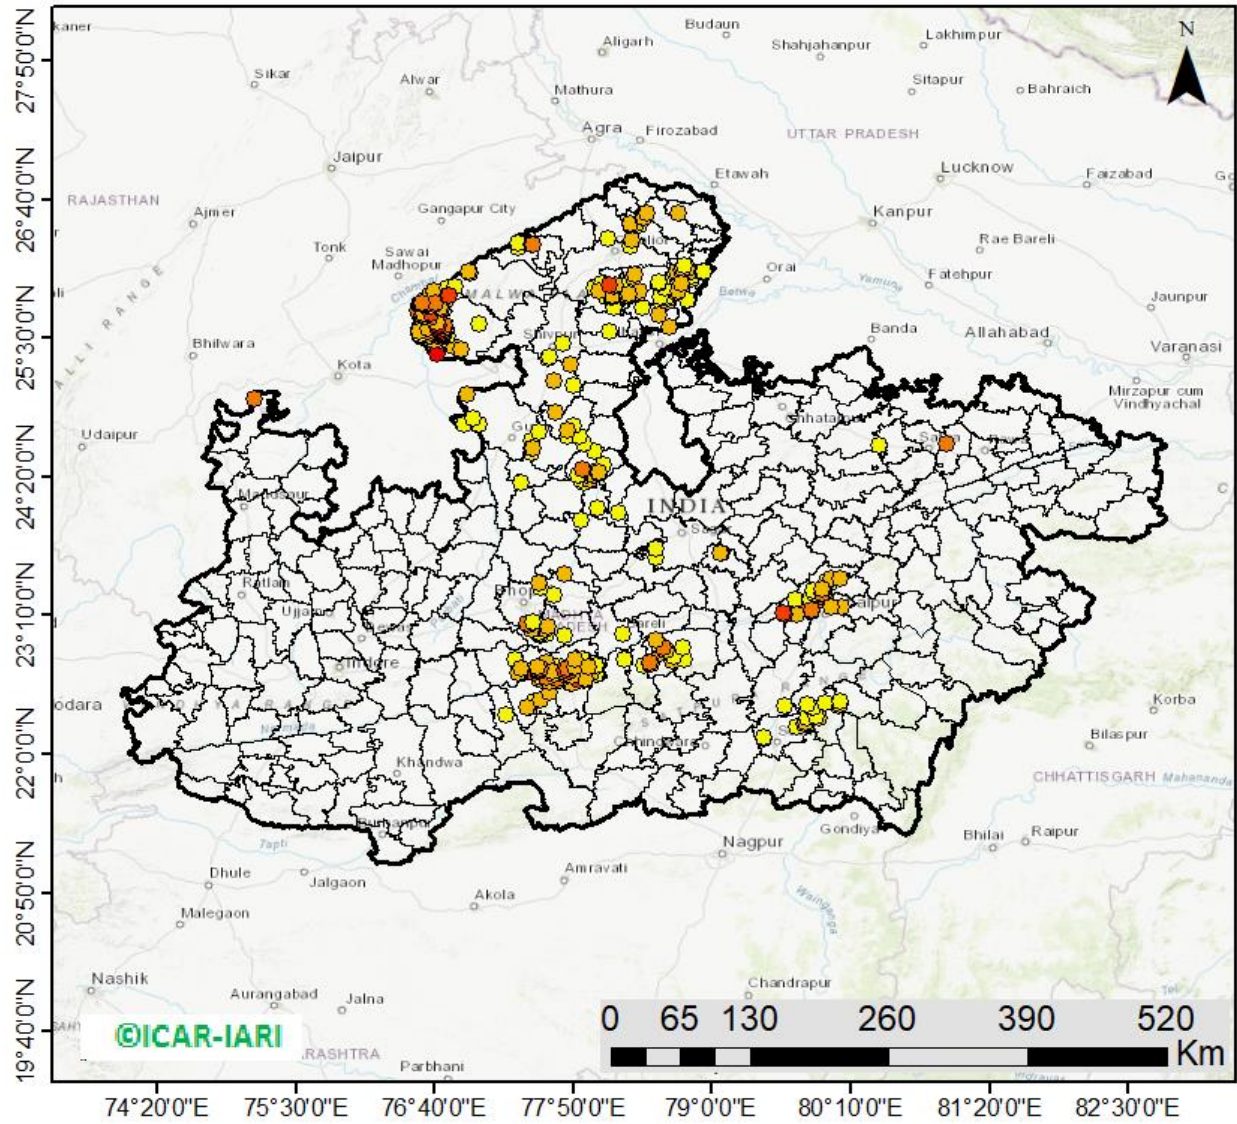 kaner
Budaun
Aligarh
Shahjahanpur
Lakhimpur
N
27°50'0"N
Sikar
Alwar
Mathura
Sitapur
Bahraich
Agra
Firozabad
UTTAR PRADESH
Jaipur
Etawah
Lucknow
Faizabad
Go
26°40'0"N
RAJASTHAN
Ajmer
Gangapur City
Kanpur
Tonk
Sawai
Madhopur
Rae Bareli
Orai
Yamuna
Fatehpur
Betwa
Jaunpur
25°30'0"N
Bhilwara
Kota
Banda
Allahabad
Varanasi
Mirzapur cum
Vindhyachal
Udaipur
24°20'0"N
INDIA
Ratlam
23°10'0"N
Korba
Bilaspur
22°0'0"N
Khandwa
CHHATTISGARH
Mahananda
Burhanpur
Gondiya
Bhilai
Raipur
Tapti
Nagpur
Dhule
Jalgaon
Amravati
20°50'0"N
Akola
Malegaon
Wainganga
Nashik
Chandrapur
Aurangabad
Jalna
0 65 130 260 390 520
Km
19°40'0"N
©ICAR-IARI
Parbhani
74°20'0"E 75°30'0"E 76°40'0"E 77°50'0"E 79°0'0"E 80°10'0"E 81°20'0"E 82°30'0"E